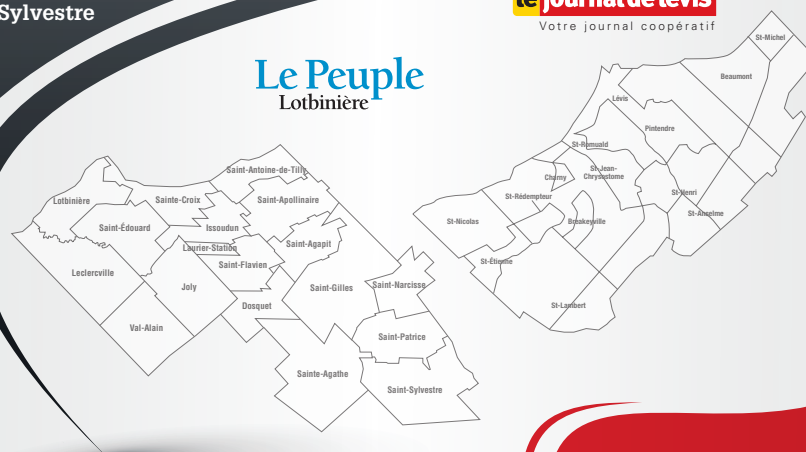 Sylvestre
le journal de lévis
Votre journal coopératif
Le Peuple
Lotbinière
St-Michel
Beaumont
Lévis
Pintendre
St-Romuald
Charny
St-Jean-
Chrysostome
St-Rédempteur
St-Henri
St-Anselme
St-Nicolas
Breakeyville
St-Étienne
St-Lambert
Saint-Antoine-de-Tilly
Lotbinière
Sainte-Croix
Saint-Apollinaire
Saint-Édouard
Issoudun
Laurier-Station
Saint-Agapit
Leclercville
Saint-Flavien
Joly
Saint-Gilles
Saint-Narcisse
Dosquet
Val-Alain
Saint-Patrice
Sainte-Agathe
Saint-Sylvestre